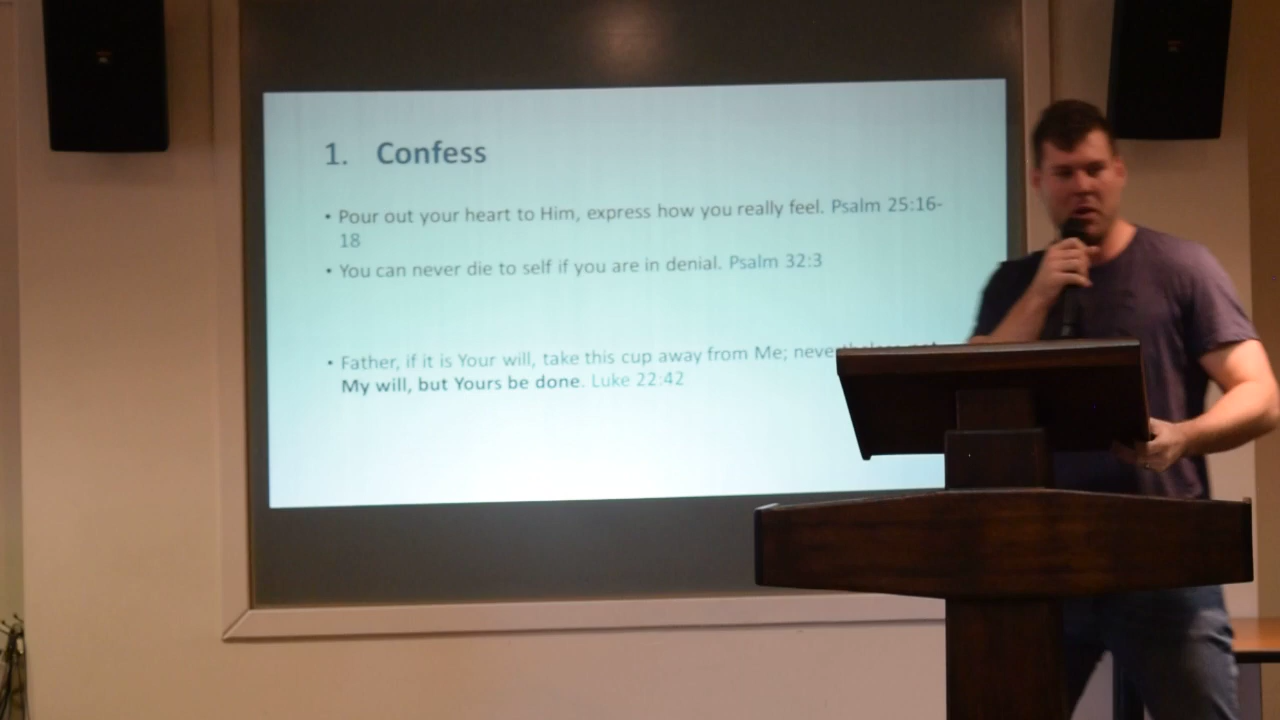 1. Confess
• Pour out your heart to Him, express how you really feel. Psalm 25:16-
18
• You can never die to self if you are in denial. Psalm 32:3
• Father, if it is Your will, take this cup away from Me;
My will, but Yours be done. Luke 22:42